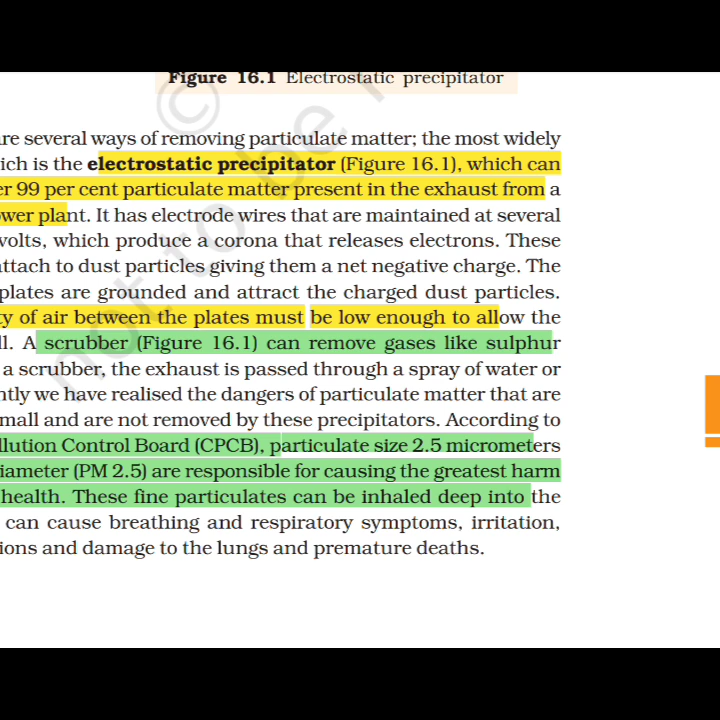 Figure 16.1 Electrostatic precipitator
re several ways of removing particulate matter; the most widely
ich is the electrostatic precipitator (Figure 16.1), which can
er 99 per cent particulate matter present in the exhaust from a
ower plant. It has electrode wires that are maintained at several
volts, which produce a corona that releases electrons. These
attach to dust particles giving them a net negative charge. The
plates are grounded and attract the charged dust particles.
ty of air between the plates must be low enough to allow the
ll. A scrubber (Figure 16.1) can remove gases like sulphur
a scrubber, the exhaust is passed through a spray of water or
ntly we have realised the dangers of particulate matter that are
mall and are not removed by these precipitators. According to
llution Control Board (CPCB), particulate size 2.5 micrometers
iameter (PM 2.5) are responsible for causing the greatest harm
health. These fine particulates can be inhaled deep into the
can cause breathing and respiratory symptoms, irritation,
ions and damage to the lungs and premature deaths.
© not to be r